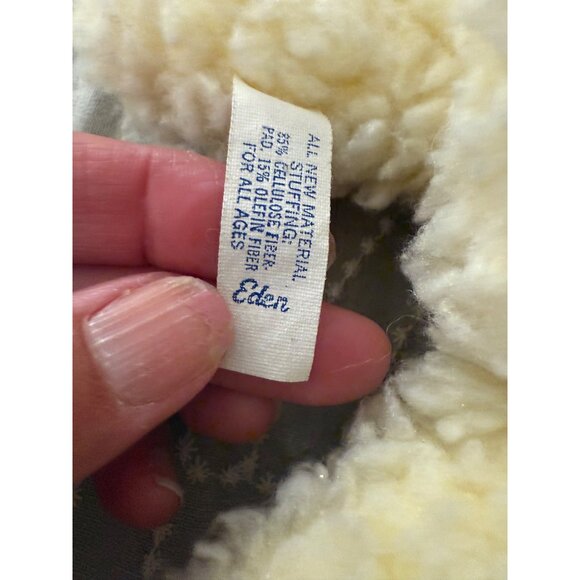 ALL NEW MATERIAL
STUFFING:
85% CELLULOSE FIBER-
PAD, 15% OLEFIN FIBER
FOR ALL AGES
Eden